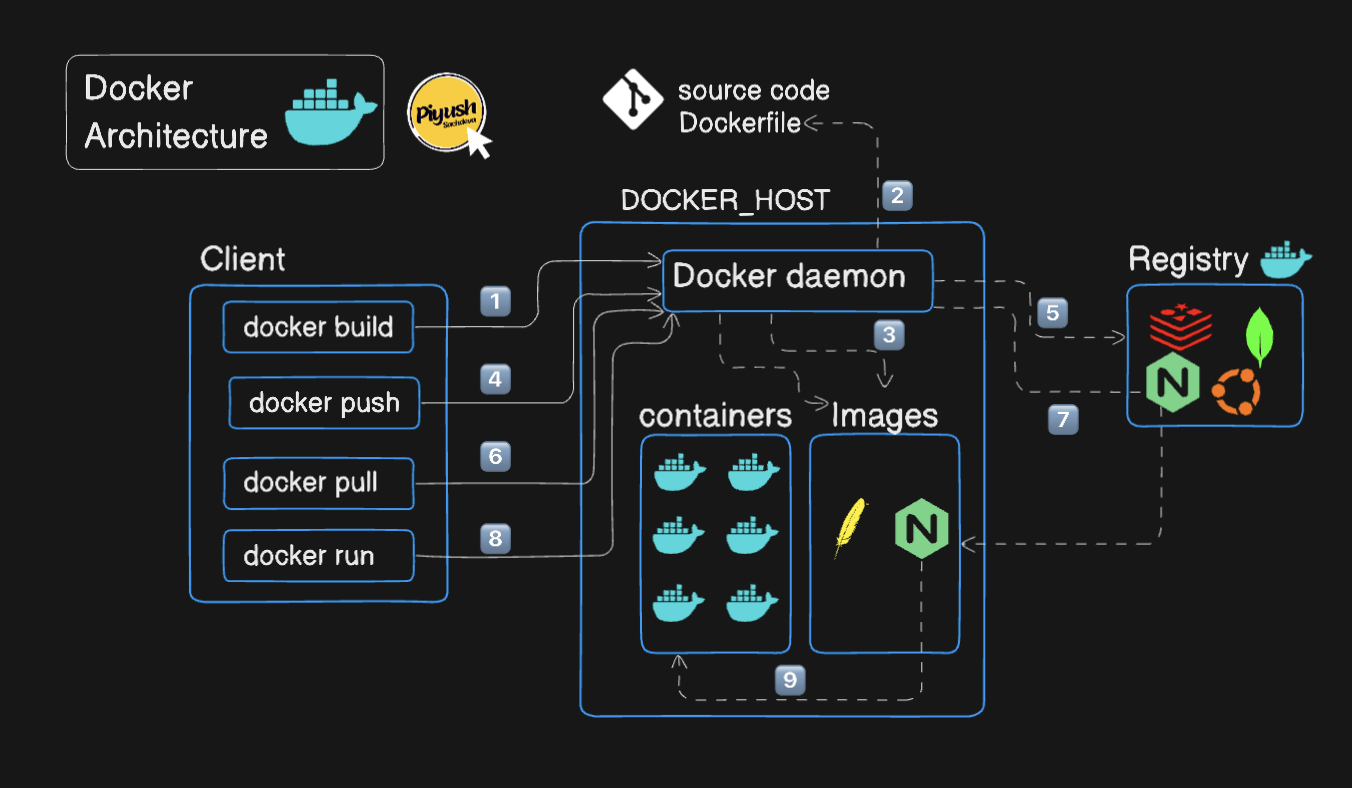 Docker
Architecture
Piyush
Sachdeva
source code
Dockerfile
2
DOCKER_HOST
Client
Docker daemon
Registry
docker build
1
3
5
docker push
4
containers
Images
7
docker pull
6
docker run
8
9